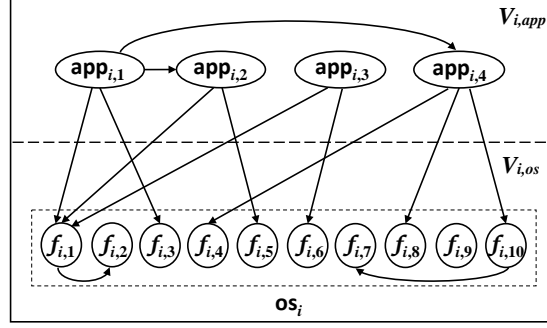 V_{i,app}
app_{i,1} app_{i,2} app_{i,3} app_{i,4}
V_{i,os}
f_{i,1} f_{i,2} f_{i,3} f_{i,4} f_{i,5} f_{i,6} f_{i,7} f_{i,8} f_{i,9} f_{i,10}
os_i